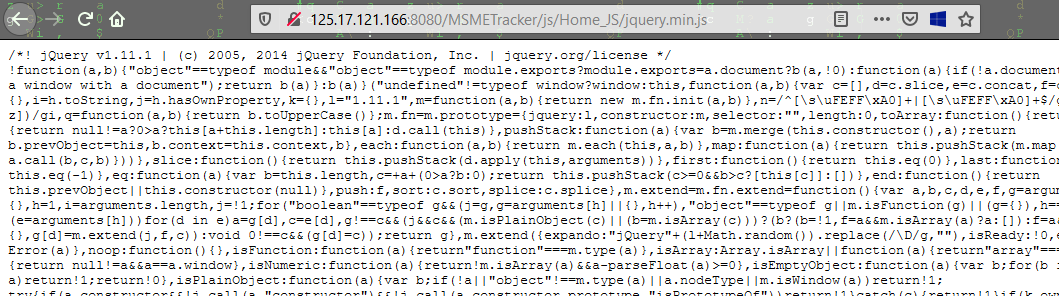 125.17.121.166:8080/MSMETracker/js/Home_JS/jquery.min.js
/*! jQuery v1.11.1 | (c) 2005, 2014 jQuery Foundation, Inc. | jquery.org/license */
!function(a,b){"object"==typeof module&&"object"==typeof module.exports?module.exports=a.document?b(a,!0):function(a){if(!a.document
a window with a document");return b(a)}:b(a)}("undefined"!=typeof window?window:this,function(a,b){var c=[],d=c.slice,e=c.concat,f=c
{},i=h.toString,j=h.hasOwnProperty,k={},l="1.11.1",m=function(a,b){return new m.fn.init(a,b)},n=/^[\s\uFEFF\xA0]+|[\s\uFEFF\xA0]+$/g
z])/gi,q=function(a,b){return b.toUpperCase()};m.fn=m.prototype={jquery:l,constructor:m,selector:"",length:0,toArray:function(){retu
{return null!=a?0>a?this[a+this.length]:this[a]:d.call(this)},pushStack:function(a){var b=m.merge(this.constructor(),a);return
b.prevObject=this,b.context=this.context,b},each:function(a,b){return m.each(this,a,b)},map:function(a){return this.pushStack(m.map
a.call(b,c,b)}))},slice:function(){return this.pushStack(d.apply(this,arguments))},first:function(){return this.eq(0)},last:functio
this.eq(-1)},eq:function(a){var b=this.length,c=+a+(0>a?b:0);return this.pushStack(c>=0&&b>c?[this[c]]:[])},end:function(){return
this.prevObject||this.constructor(null)},push:f,sort:c.sort,splice:c.splice},m.extend=m.fn.extend=function(){var a,b,c,d,e,f,g=argum
{},h=1,i=arguments.length,j=!1;for("boolean"==typeof g&&(j=g,g=arguments[h]||{},h++),"object"==typeof g||m.isFunction(g)||(g={}),h==
(e=arguments[h]))for(d in e)a=g[d],c=e[d],g!==c&&(j&&c&&(m.isPlainObject(c)||(b=m.isArray(c)))?(b?(b=!1,f=a&&m.isArray(a)?a:[]):f=a
{},g[d]=m.extend(j,f,c)):void 0!==c&&(g[d]=c));return g},m.extend({expando:"jQuery"+(l+Math.random()).replace(/\D/g,""),isReady:!0,e
Error(a)},noop:function(){},isFunction:function(a){return"function"===m.type(a)},isArray:Array.isArray||function(a){return"array"==
{return null!=a&&a==a.window},isNumeric:function(a){return!m.isArray(a)&&a-parseFloat(a)>=0},isEmptyObject:function(a){var b;for(b i
a)return!1;return!0},isPlainObject:function(a){var b;if(!a||"object"!==m.type(a)||a.nodeType||m.isWindow(a))return!1;